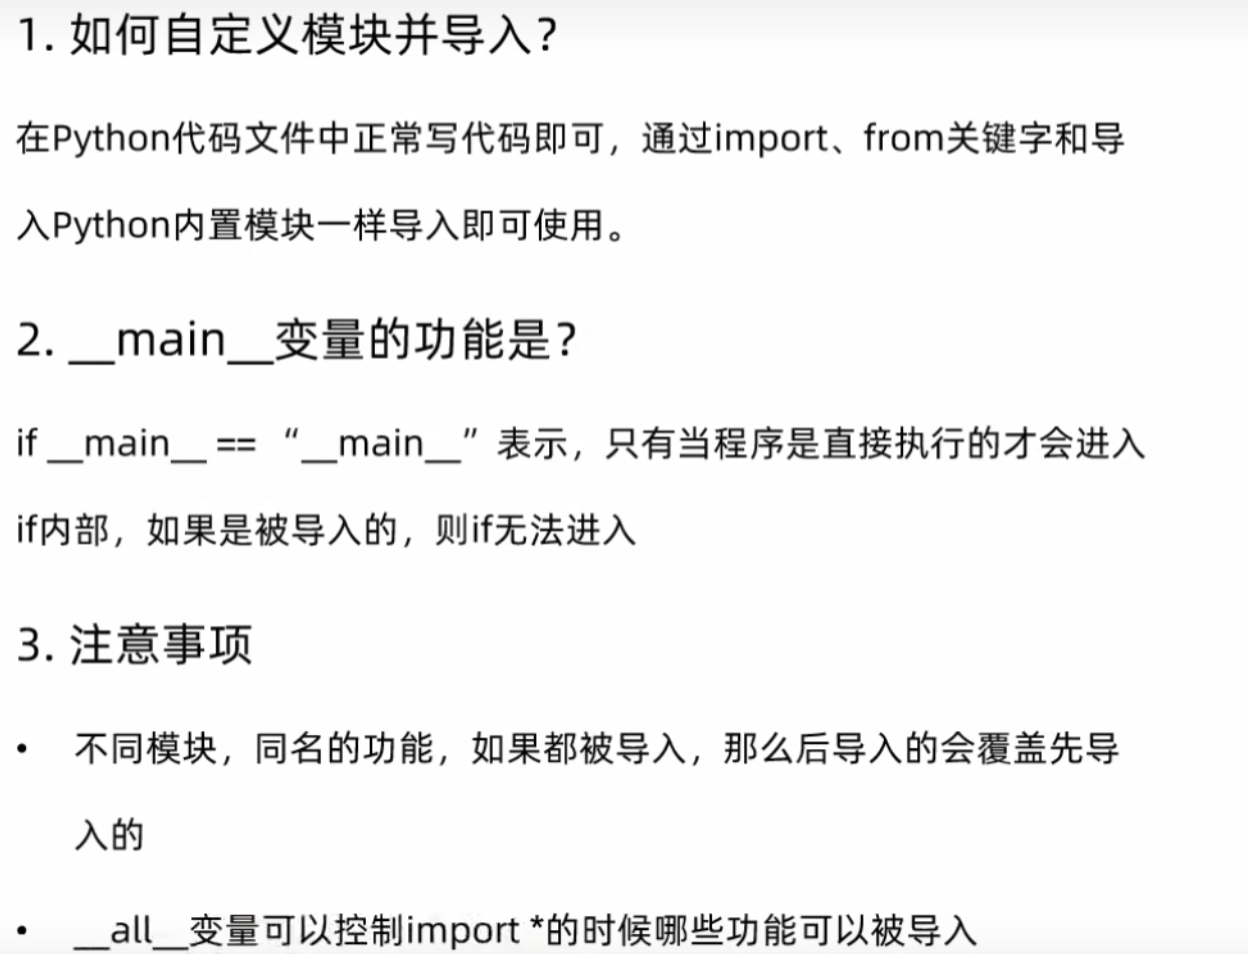 1. 如何自定义模块并导入？
在Python代码文件中正常写代码即可，通过import、from关键字和导
入Python内置模块一样导入即可使用。
2. __main__变量的功能是？
if __main__ == “__main__”表示，只有当程序是直接执行的才会进入
if内部，如果是被导入的，则if无法进入
3. 注意事项
• 不同模块，同名的功能，如果都被导入，那么后导入的会覆盖先导
入的
• __all__变量可以控制import *的时候哪些功能可以被导入